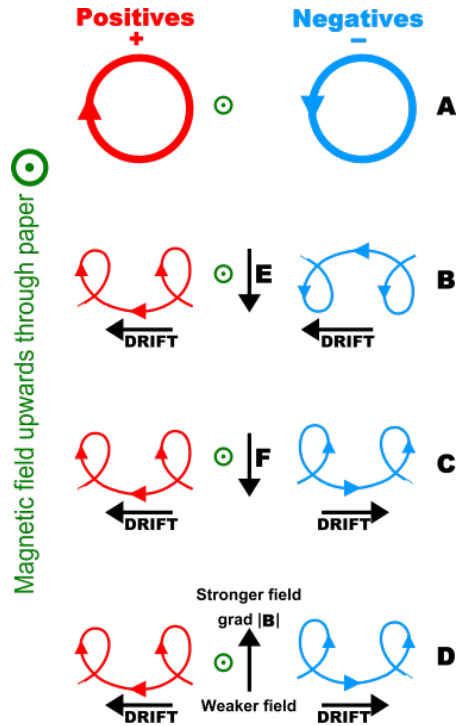 Positives
+
Negatives
−
A
Magnetic field upwards through paper
E
B
DRIFT
DRIFT
F
C
DRIFT
DRIFT
Stronger field
grad |B|
D
Weaker field
DRIFT
DRIFT